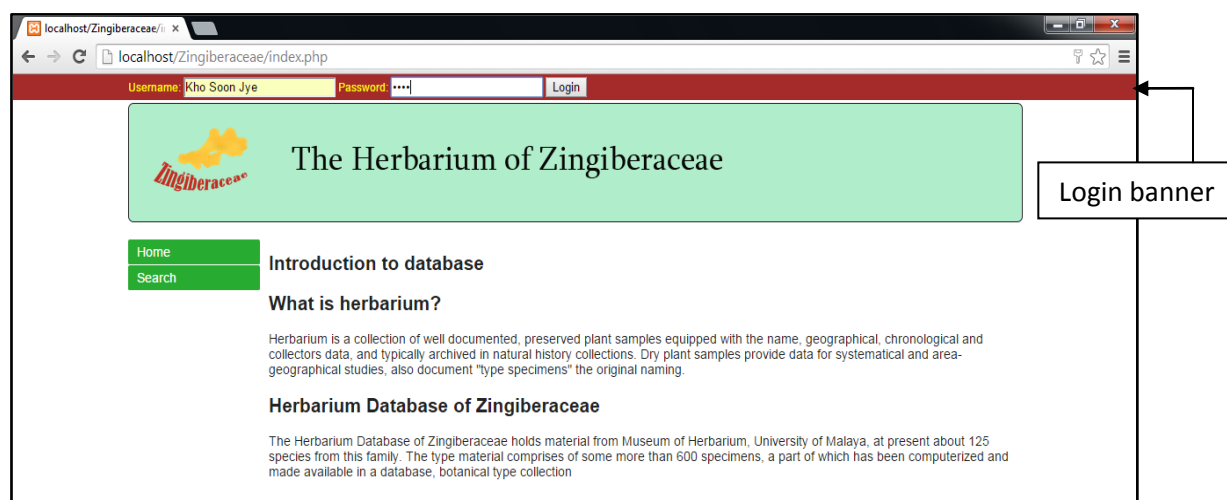 localhost/Zingiberaceae/i
localhost/Zingiberaceae/index.php
Username: Kho Soon Jye Password: •••• Login
Zingiberaceae
The Herbarium of Zingiberaceae
Login banner
Home
Search
Introduction to database
What is herbarium?
Herbarium is a collection of well documented, preserved plant samples equipped with the name, geographical, chronological and
collectors data, and typically archived in natural history collections. Dry plant samples provide data for systematical and area-
geographical studies, also document "type specimens" the original naming.
Herbarium Database of Zingiberaceae
The Herbarium Database of Zingiberaceae holds material from Museum of Herbarium, University of Malaya, at present about 125
species from this family. The type material comprises of some more than 600 specimens, a part of which has been computerized and
made available in a database, botanical type collection